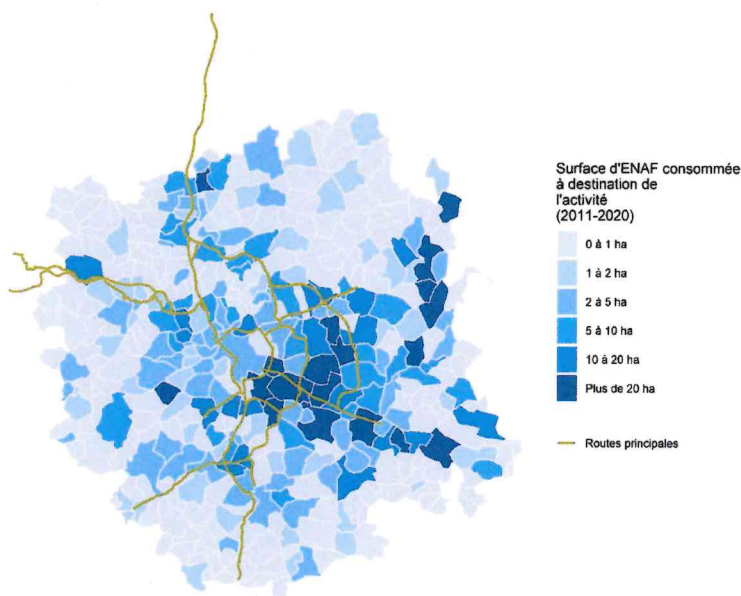 Surface d'ENAF consommée
à destination de
l'activité
(2011-2020)
0 à 1 ha
1 à 2 ha
2 à 5 ha
5 à 10 ha
10 à 20 ha
Plus de 20 ha
Routes principales